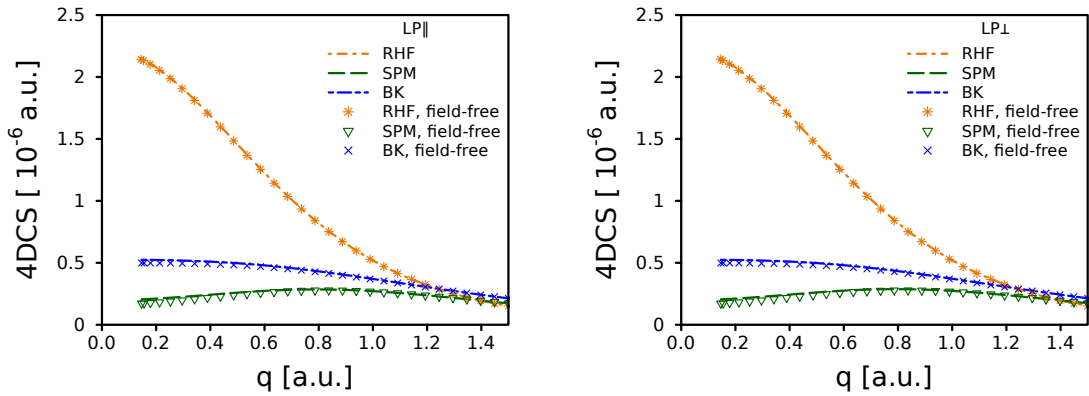 LP∥
RHF
SPM
BK
RHF, field-free
SPM, field-free
BK, field-free
4DCS [ 10⁻⁶ a.u.]
2.5
2
1.5
1
0.5
0
0.0 0.2 0.4 0.6 0.8 1.0 1.2 1.4
q [a.u.]
LP⊥
RHF
SPM
BK
RHF, field-free
SPM, field-free
BK, field-free
4DCS [ 10⁻⁶ a.u.]
2.5
2
1.5
1
0.5
0
0.0 0.2 0.4 0.6 0.8 1.0 1.2 1.4
q [a.u.]